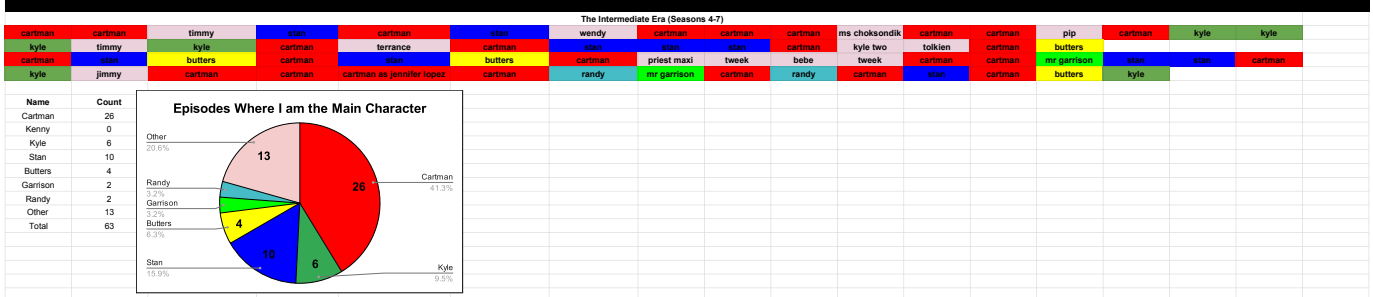 The Intermediate Era (Seasons 4-7)
cartman cartman timmy stan cartman stan wendy cartman cartman cartman ms choksondik cartman cartman pip cartman kyle kyle
kyle timmy kyle cartman terrance cartman stan stan stan cartman kyle two tolkien cartman butters
cartman stan butters cartman stan butters cartman priest maxi tweek bebe tweek cartman cartman mr garrison stan stan cartman
kyle jimmy cartman cartman cartman as jennifer lopez cartman randy mr garrison cartman randy cartman stan cartman butters kyle
Name Count
Cartman 26
Kenny 0
Kyle 6
Stan 10
Butters 4
Garrison 2
Randy 2
Other 13
Total 63
Episodes Where I am the Main Character
Other
20.6%
13
Randy
3.2%
Garrison
3.2%
Butters
6.3%
4
Stan
15.9%
10
6
Kyle
9.5%
26
Cartman
41.3%